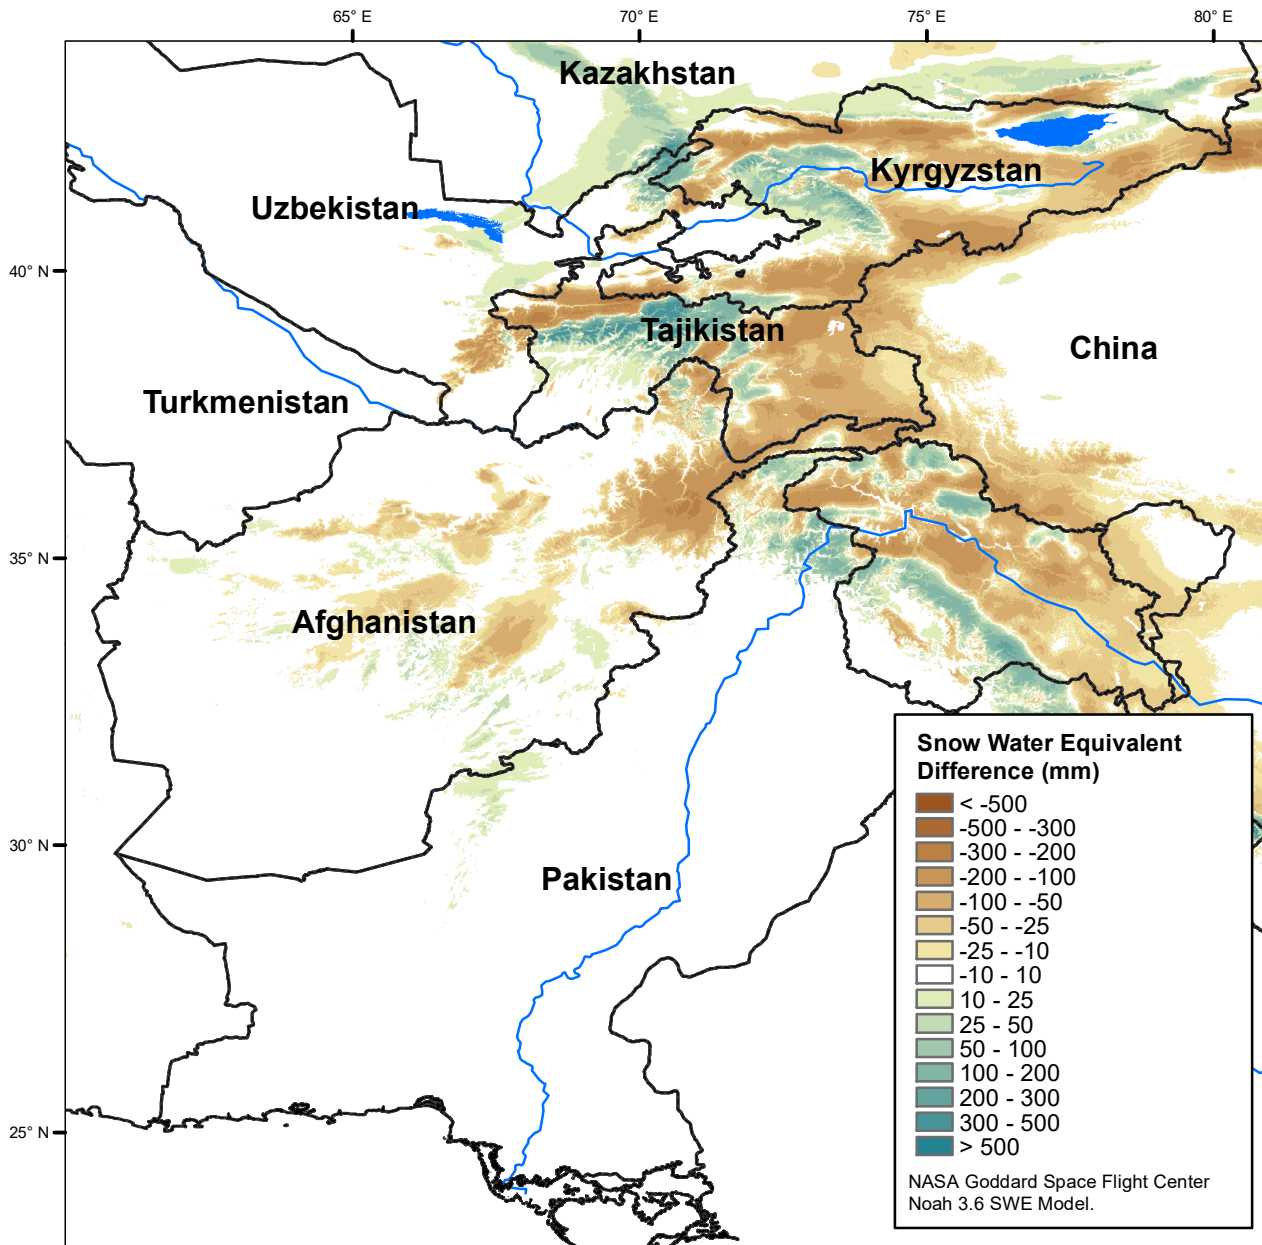 65° E
70° E
75° E
80° E
Kazakhstan
Kyrgyzstan
Uzbekistan
40° N
Tajikistan
China
Turkmenistan
35° N
Afghanistan
Snow Water Equivalent
Difference (mm)
< -500
-500 - -300
-300 - -200
-200 - -100
-100 - -50
-50 - -25
-25 - -10
-10 - 10
10 - 25
25 - 50
50 - 100
100 - 200
200 - 300
300 - 500
> 500
NASA Goddard Space Flight Center
Noah 3.6 SWE Model.
30° N
Pakistan
25° N